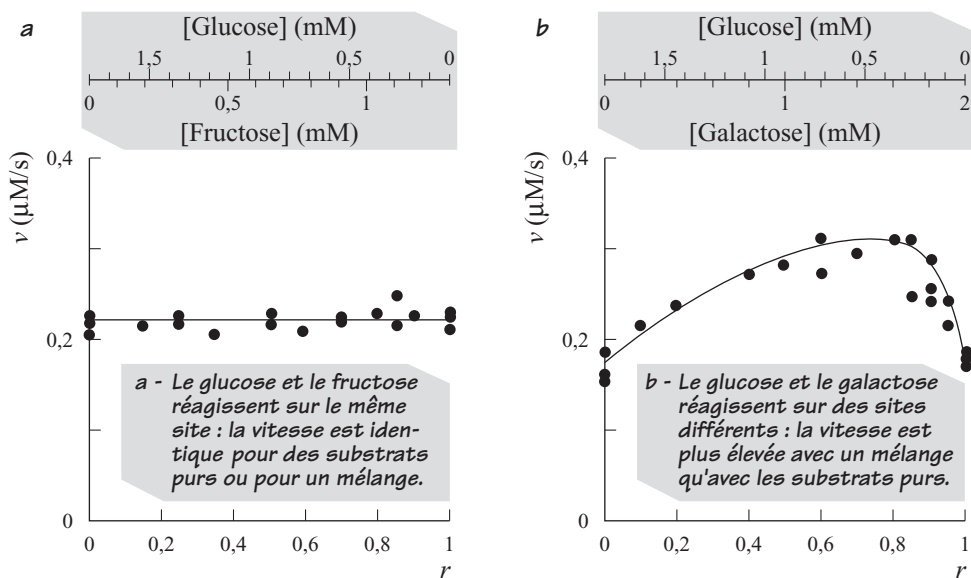 a
[Glucose] (mM)
1,5 1 0,5 0
0 0,5 1
[Fructose] (mM)
v (µM/s)
0,4
0,2
0
a - Le glucose et le fructose
réagissent sur le même
site : la vitesse est iden-
tique pour des substrats
purs ou pour un mélange.
0 0,2 0,4 0,6 0,8 1
r
b
[Glucose] (mM)
1,5 1 0,5 0
0 1 2
[Galactose] (mM)
v (µM/s)
0,4
0,2
0
b - Le glucose et le galactose
réagissent sur des sites
différents : la vitesse est
plus élevée avec un mélange
qu'avec les substrats purs.
0 0,2 0,4 0,6 0,8 1
r